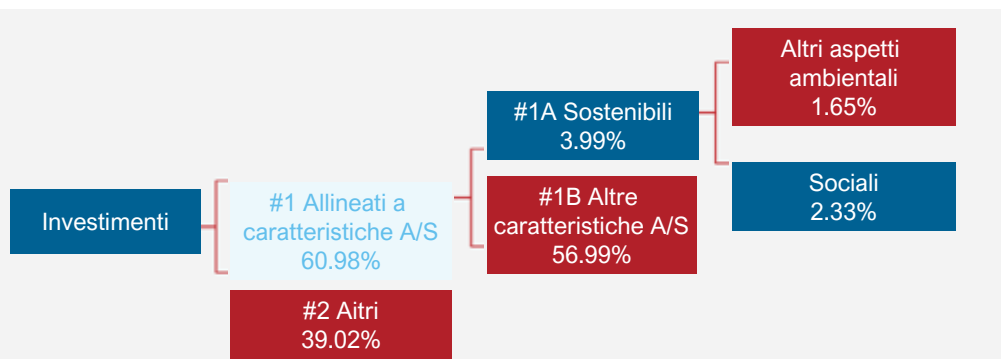 Investimenti
#1 Allineati a
caratteristiche A/S
60.98%
#2 Aitri
39.02%
#1A Sostenibili
3.99%
#1B Altre
caratteristiche A/S
56.99%
Altri aspetti
ambientali
1.65%
Sociali
2.33%